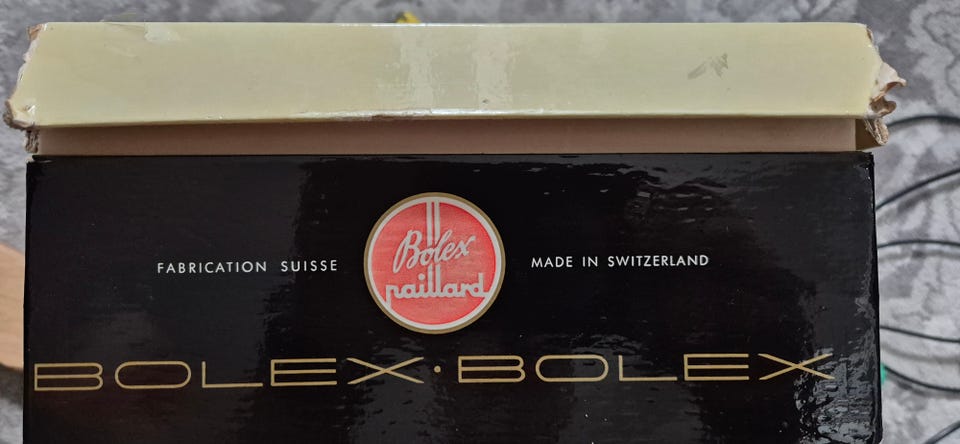 FABRICATION SUISSE
Bolex
paillard
MADE IN SWITZERLAND
BOLEX·BOLEX